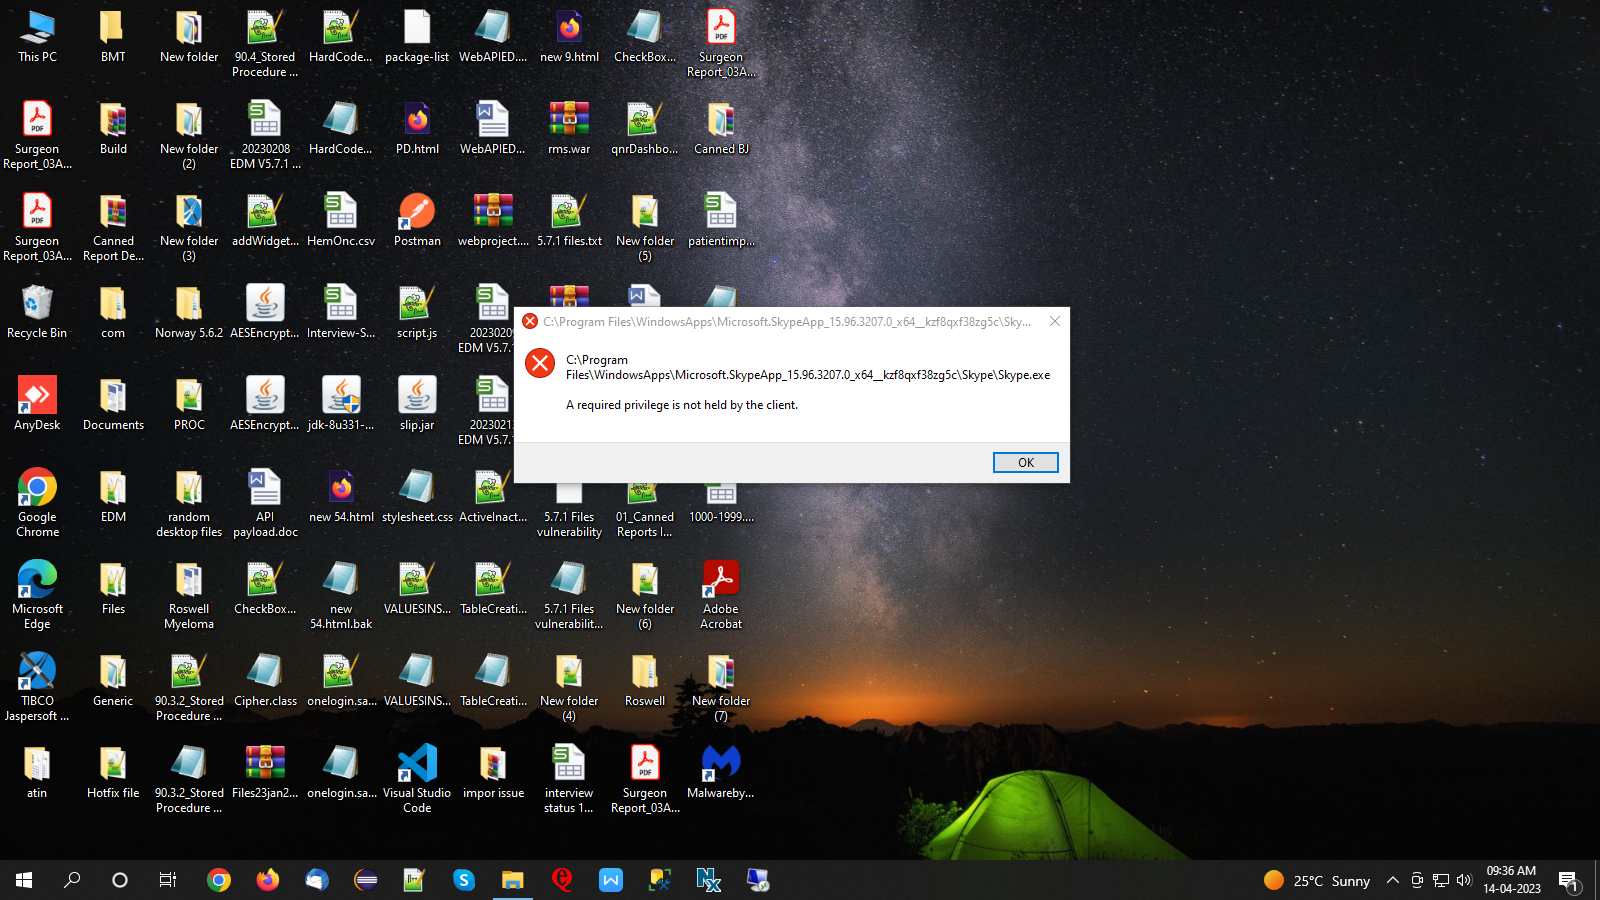 This PC
BMT
New folder
90.4_Stored
Procedure ...
HardCode...
package-list
WebAPIED....
new 9.html
CheckBox...
Surgeon
Report_03A...
Surgeon
Report_03A...
Build
New folder
(2)
20230208
EDM V5.7.1 ...
HardCode...
PD.html
WebAPIED...
rms.war
qnrDashbo...
Canned BJ
Surgeon
Report_03A...
Canned
Report De...
New folder
(3)
addWidget...
HemOnc.csv
Postman
webproject....
5.7.1 files.txt
New folder
(5)
patientimp...
Recycle Bin
com
Norway 5.6.2
AESEncrypt...
Interview-S...
script.js
2023020
EDM V5.7.
C:\Program Files\WindowsApps\Microsoft.SkypeApp_15.96.3207.0_x64__kzf8qxf38zg5c\Sky...
C:\Program
Files\WindowsApps\Microsoft.SkypeApp_15.96.3207.0_x64__kzf8qxf38zg5c\Skype\Skype.exe
A required privilege is not held by the client.
OK
AnyDesk
Documents
PROC
AESEncrypt...
jdk-8u331-...
slip.jar
2023021
EDM V5.7.
Google
Chrome
EDM
random
desktop files
API
payload.doc
new 54.html
stylesheet.css
ActiveInact...
5.7.1 Files
vulnerability
01_Canned
Reports I...
1000-1999....
Microsoft
Edge
Files
Roswell
Myeloma
CheckBox...
new
54.html.bak
VALUESINS...
TableCreati...
5.7.1 Files
vulnerabilit...
New folder
(6)
Adobe
Acrobat
TIBCO
Jaspersoft ...
Generic
90.3.2_Stored
Procedure ...
Cipher.class
onelogin.sa...
VALUESINS...
TableCreati...
New folder
(4)
Roswell
New folder
(7)
atin
Hotfix file
90.3.2_Stored
Procedure ...
Files23jan2...
onelogin.sa...
Visual Studio
Code
impor issue
interview
status 1...
Surgeon
Report_03A...
Malwareby...
25°C Sunny
09:36 AM
14-04-2023
1